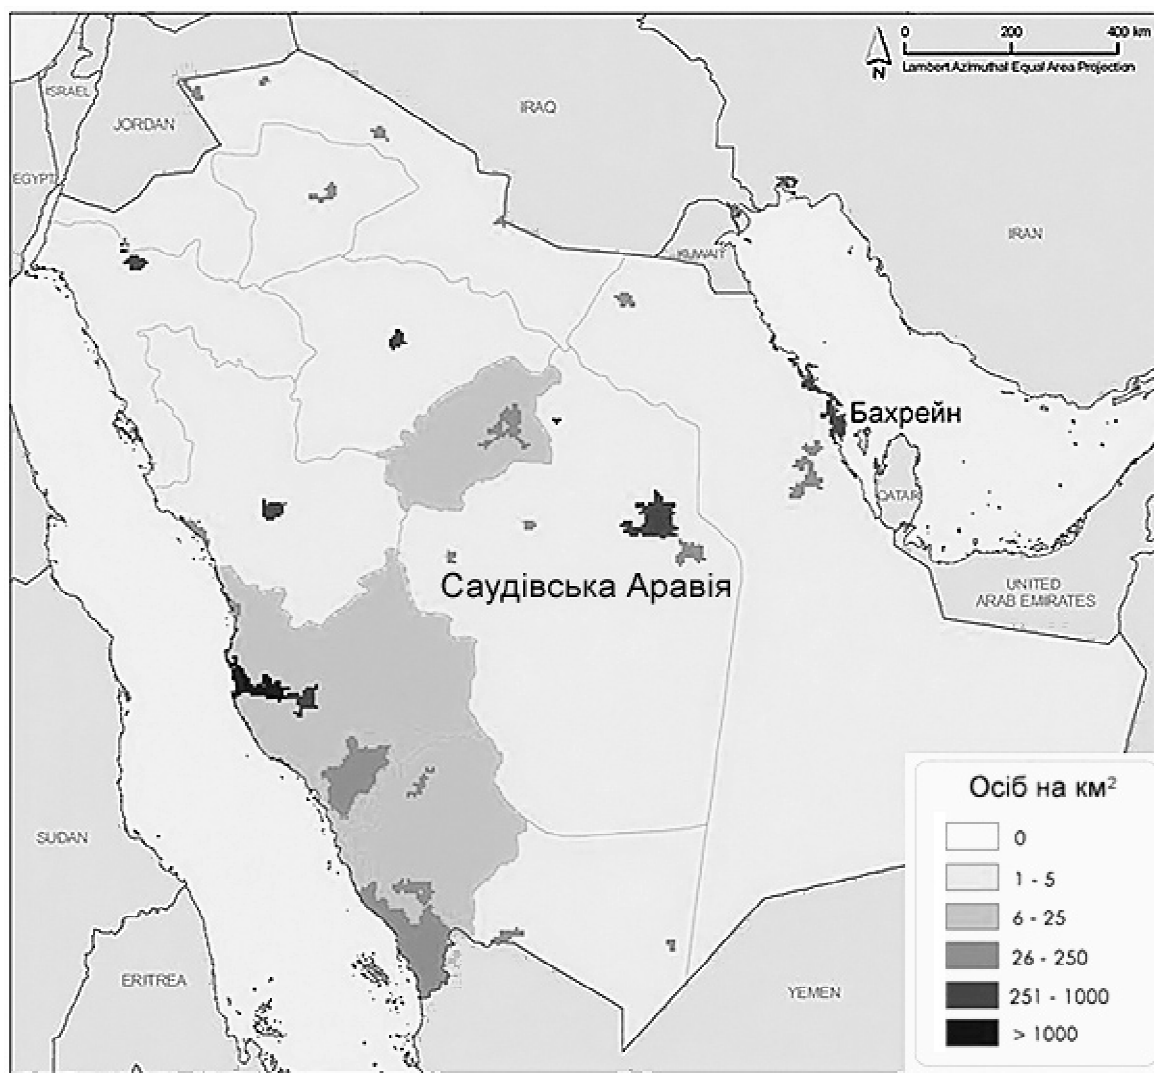 0 200 400 km
N
Lambert Azimuthal Equal Area Projection
ISRAEL
JORDAN
IRAQ
EGYPT
IRAN
KUWAIT
Бахрейн
QATAR
Саудівська Аравія
UNITED
ARAB EMIRATES
SUDAN
ERITREA
YEMEN
Осіб на км²
0
1 - 5
6 - 25
26 - 250
251 - 1000
> 1000